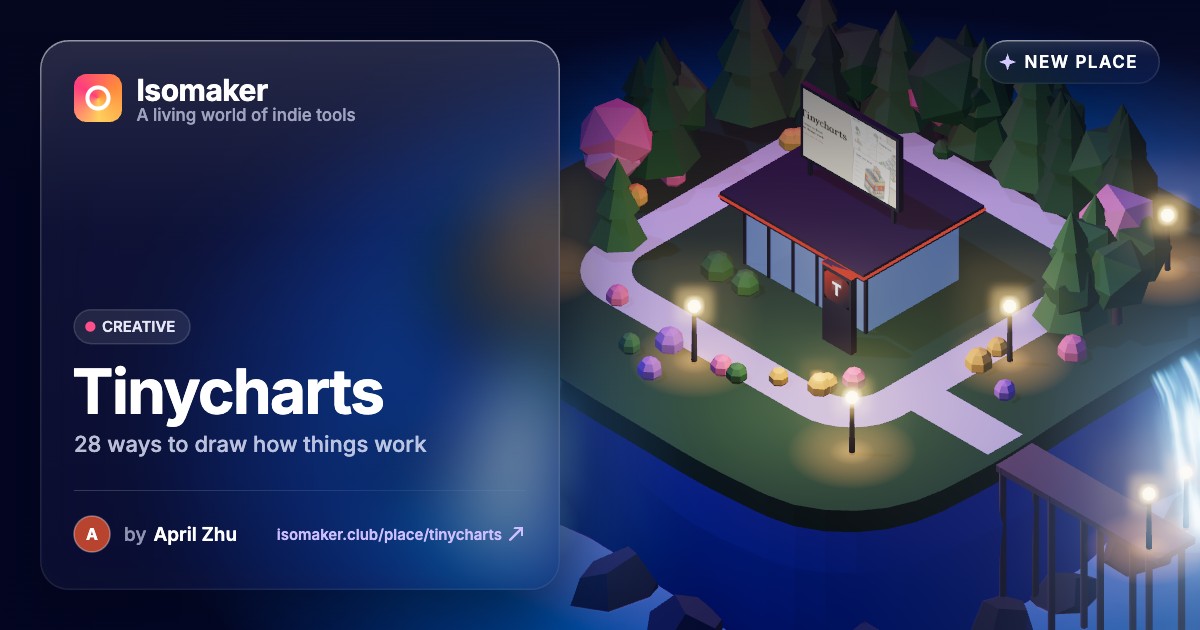 Isomaker
A living world of indie tools
NEW PLACE
Tinycharts
T
CREATIVE
Tinycharts
28 ways to draw how things work
A
by April Zhu
isomaker.club/place/tinycharts ↗